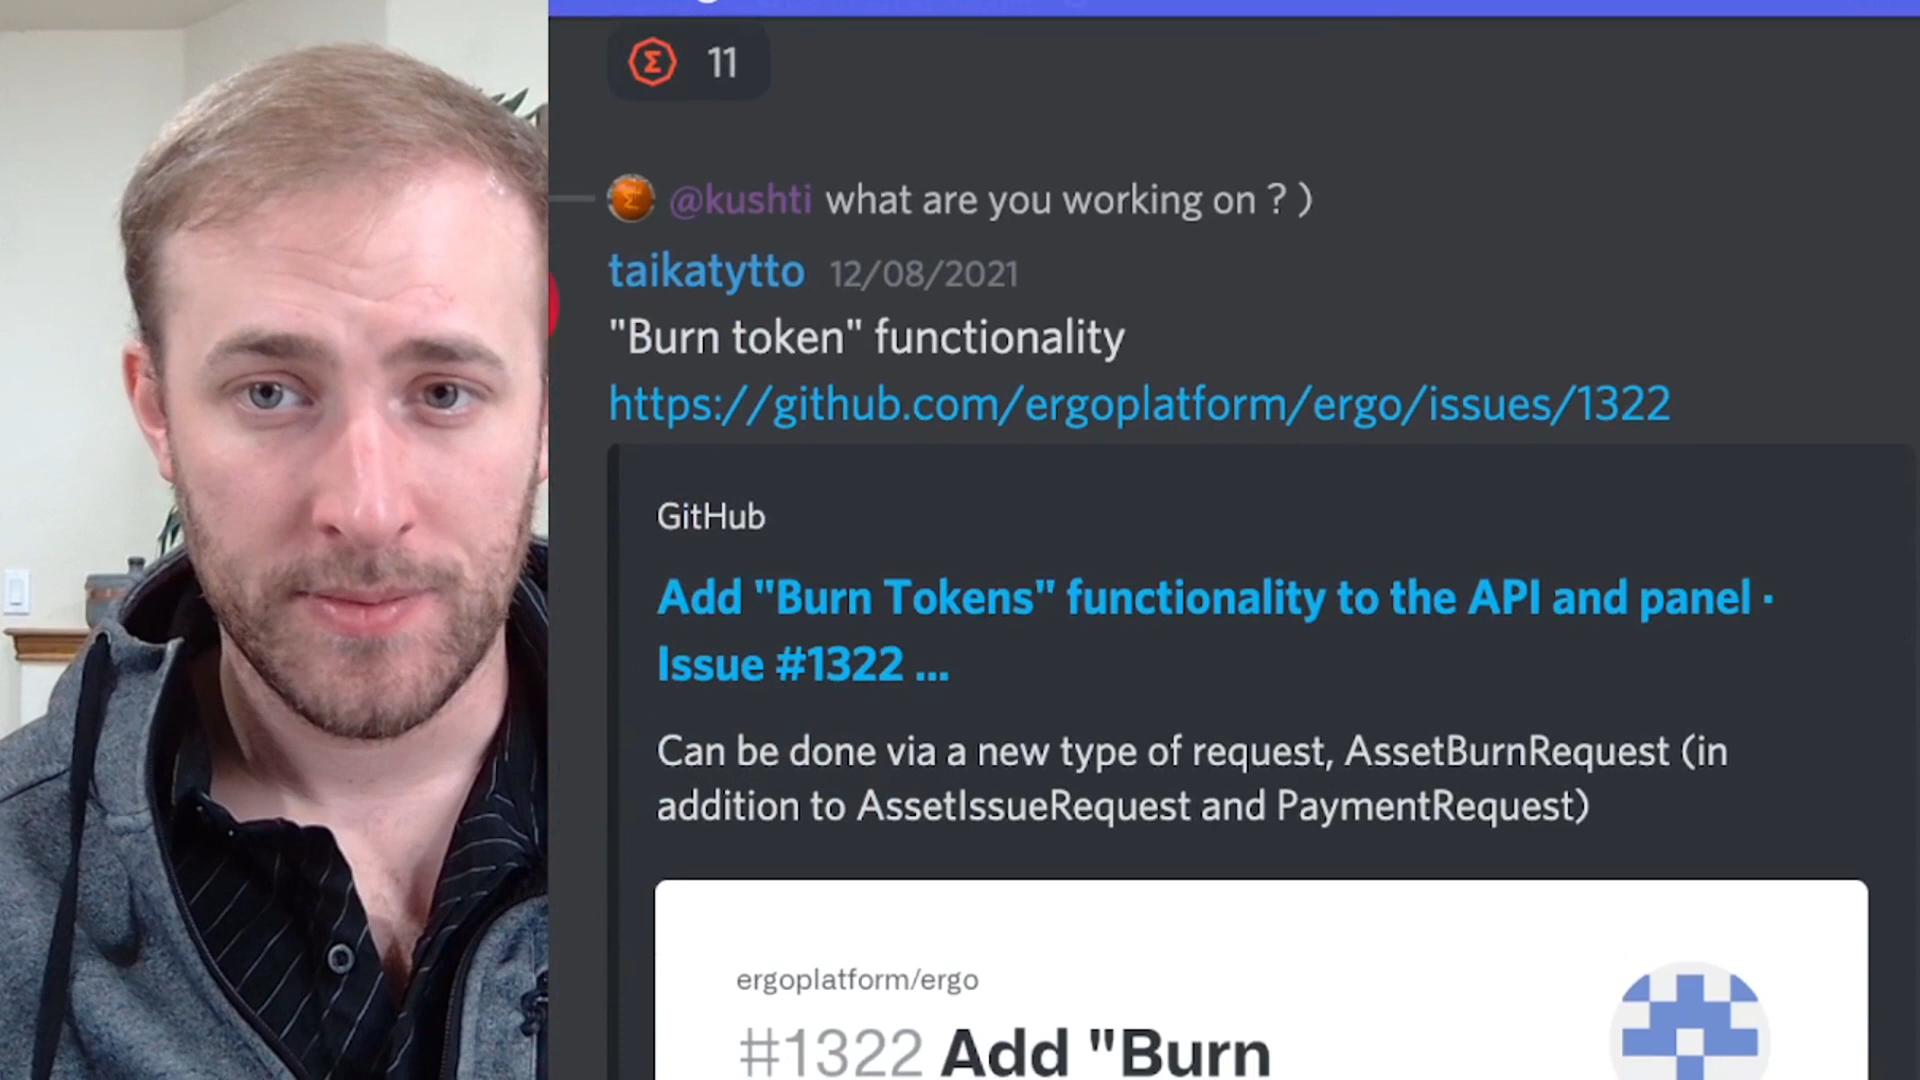 11
@kushti what are you working on ? )
taikatytto 12/08/2021
"Burn token" functionality
https://github.com/ergoplatform/ergo/issues/1322
GitHub
Add "Burn Tokens" functionality to the API and panel ·
Issue #1322 ...
Can be done via a new type of request, AssetBurnRequest (in
addition to AssetIssueRequest and PaymentRequest)
ergoplatform/ergo
#1322 Add "Burn